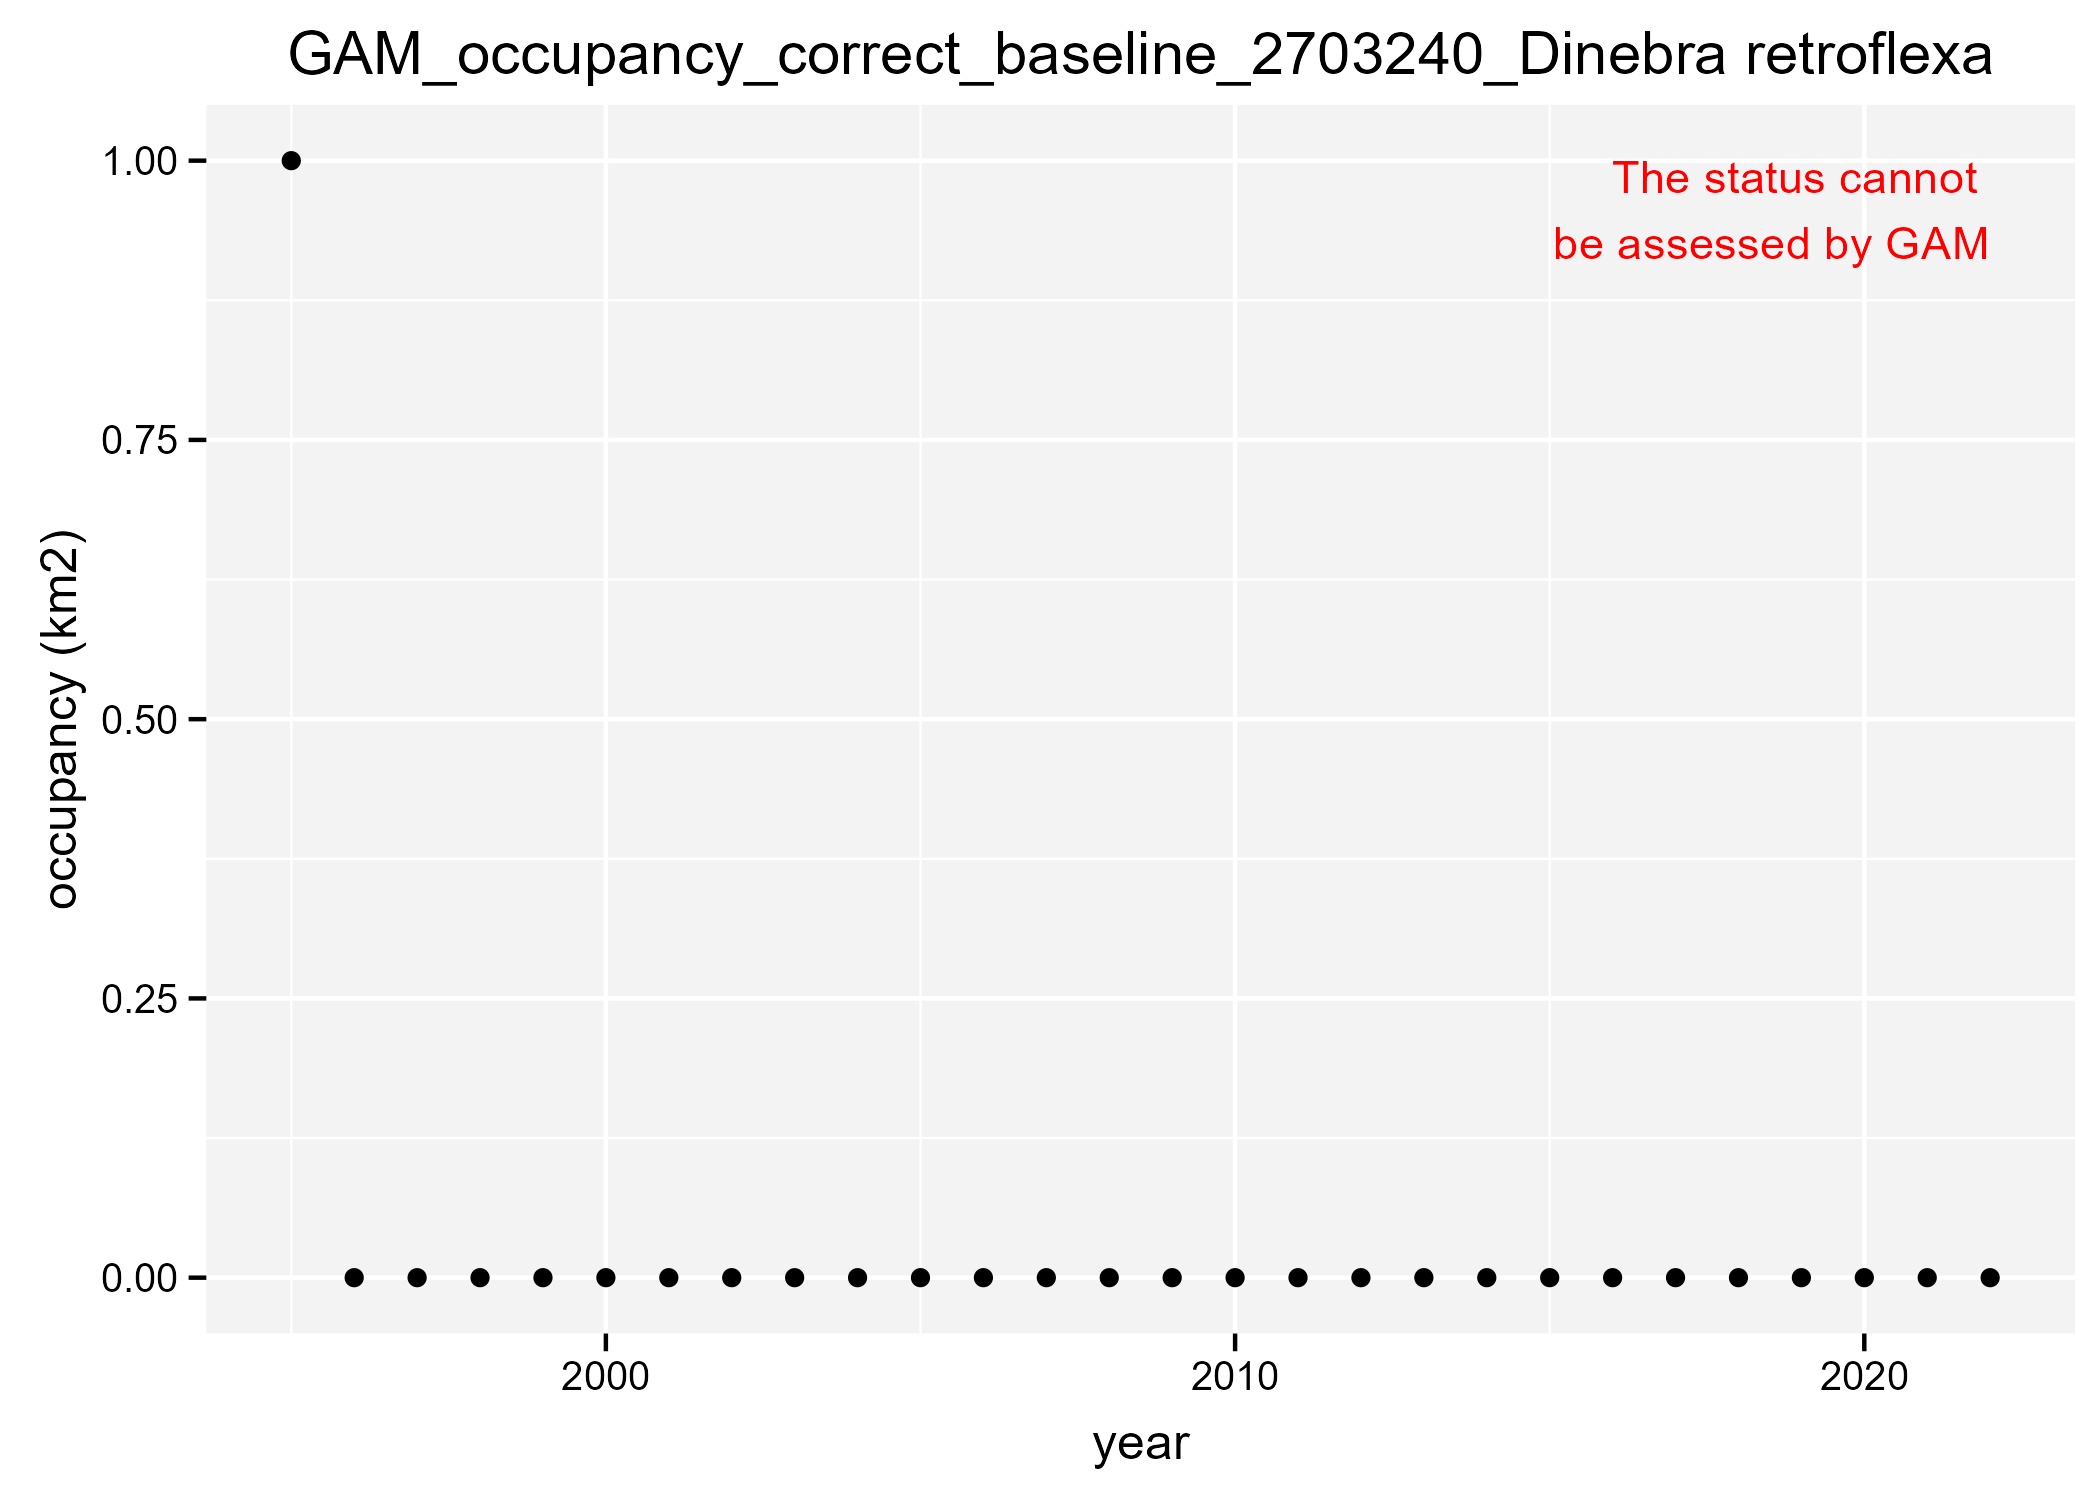 GAM_occupancy_correct_baseline_2703240_Dinebra retroflexa
The status cannot
be assessed by GAM
1.00
0.75
0.50
0.25
0.00
occupancy (km2)
2000
2010
2020
year